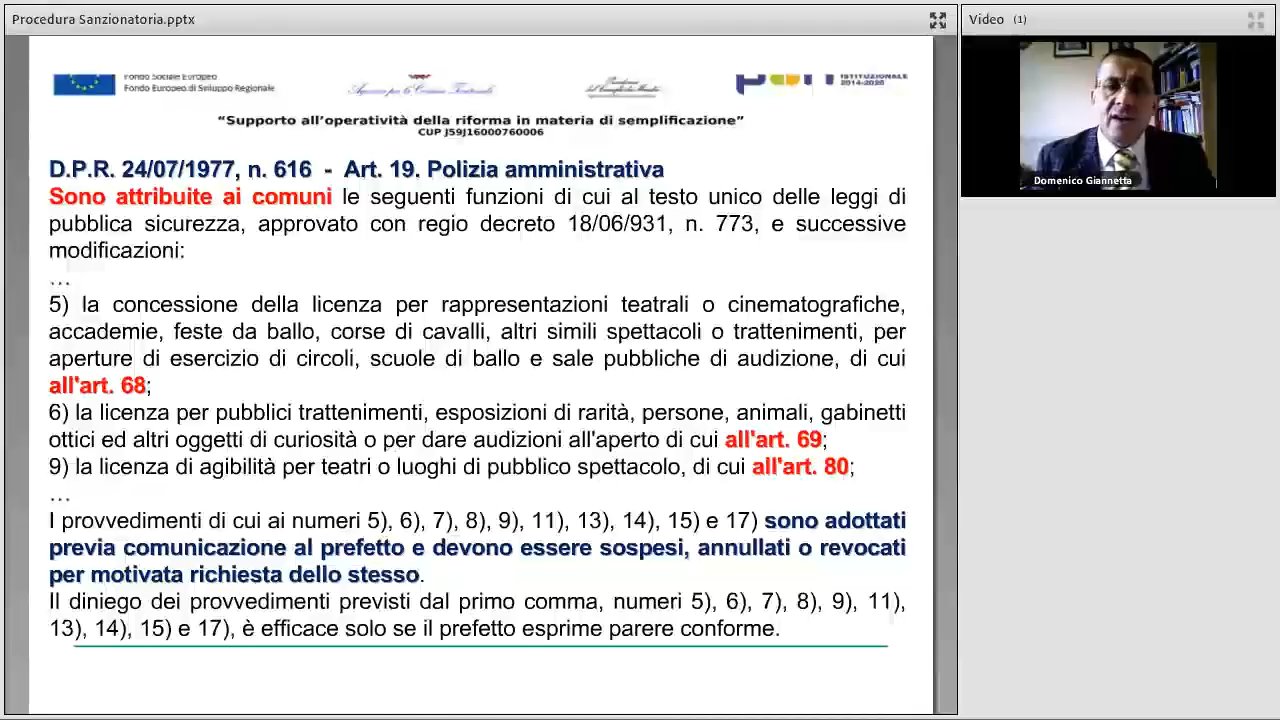 Procedura Sanzionatoria.pptx
Video (1)
Fondo Sociale Europeo
Fondo Europeo di Sviluppo Regionale
ISTITUZIONALE
2014-2020
“Supporto all’operatività della riforma in materia di semplificazione”
CUP J59J16000760006
D.P.R. 24/07/1977, n. 616 - Art. 19. Polizia amministrativa
Sono attribuite ai comuni le seguenti funzioni di cui al testo unico delle leggi di
pubblica sicurezza, approvato con regio decreto 18/06/931, n. 773, e successive
modificazioni:
…
5) la concessione della licenza per rappresentazioni teatrali o cinematografiche,
accademie, feste da ballo, corse di cavalli, altri simili spettacoli o trattenimenti, per
aperture di esercizio di circoli, scuole di ballo e sale pubbliche di audizione, di cui
all'art. 68;
6) la licenza per pubblici trattenimenti, esposizioni di rarità, persone, animali, gabinetti
ottici ed altri oggetti di curiosità o per dare audizioni all'aperto di cui all'art. 69;
9) la licenza di agibilità per teatri o luoghi di pubblico spettacolo, di cui all'art. 80;
…
I provvedimenti di cui ai numeri 5), 6), 7), 8), 9), 11), 13), 14), 15) e 17) sono adottati
previa comunicazione al prefetto e devono essere sospesi, annullati o revocati
per motivata richiesta dello stesso.
Il diniego dei provvedimenti previsti dal primo comma, numeri 5), 6), 7), 8), 9), 11),
13), 14), 15) e 17), è efficace solo se il prefetto esprime parere conforme.
Domenico Giannetta